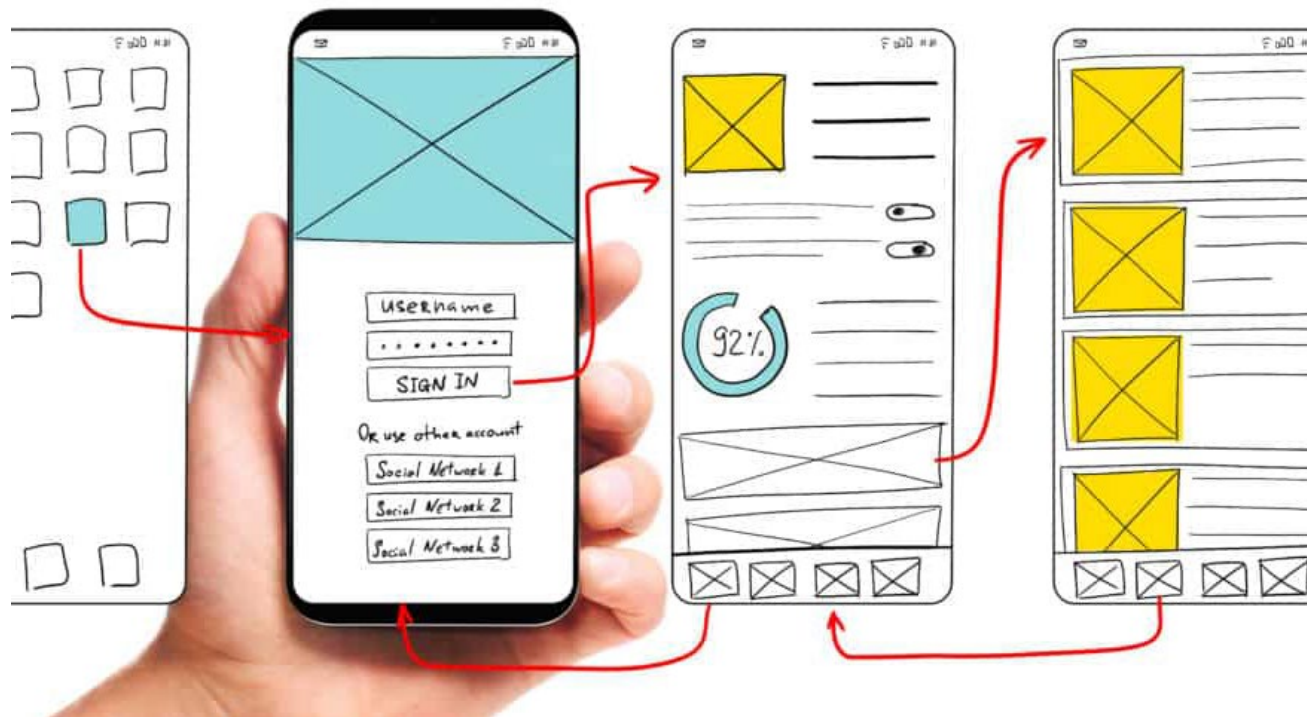 username
SIGN IN
Or use other account
Social Network 1
Social Network 2
Social Network 3
92%